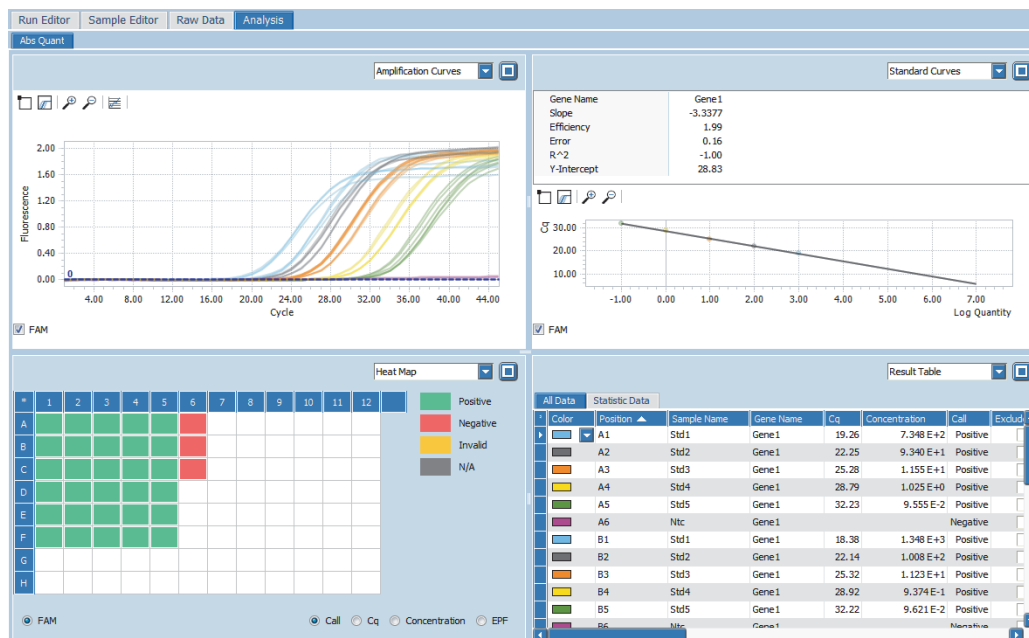 Run Editor Sample Editor Raw Data Analysis
Abs Quant
Amplification Curves
2.00
1.60
1.20
0.80
0.40
0.00
Fluorescence
0
4.00 8.00 12.00 16.00 20.00 24.00 28.00 32.00 36.00 40.00 44.00
Cycle
FAM
Standard Curves
Gene Name Gene1
Slope -3.3377
Efficiency 1.99
Error 0.16
R^2 -1.00
Y-Intercept 28.83
Cq
30.00
20.00
10.00
-1.00 0.00 1.00 2.00 3.00 4.00 5.00 6.00 7.00
Log Quantity
FAM
Heat Map
* 1 2 3 4 5 6 7 8 9 10 11 12
A
B
C
D
E
F
G
H
Positive
Negative
Invalid
N/A
FAM Call Cq Concentration EPF
Result Table
All Data Statistic Data
Color Position Sample Name Gene Name Cq Concentration Call Exclud
A1 Std1 Gene1 19.26 7.348 E+2 Positive
A2 Std2 Gene1 22.25 9.340 E+1 Positive
A3 Std3 Gene1 25.28 1.155 E+1 Positive
A4 Std4 Gene1 28.79 1.025 E+0 Positive
A5 Std5 Gene1 32.23 9.555 E-2 Positive
A6 Ntc Gene1 Negative
B1 Std1 Gene1 18.38 1.348 E+3 Positive
B2 Std2 Gene1 22.14 1.008 E+2 Positive
B3 Std3 Gene1 25.32 1.123 E+1 Positive
B4 Std4 Gene1 28.92 9.374 E-1 Positive
B5 Std5 Gene1 32.22 9.621 E-2 Positive
B6 Ntc Gene1 Negative